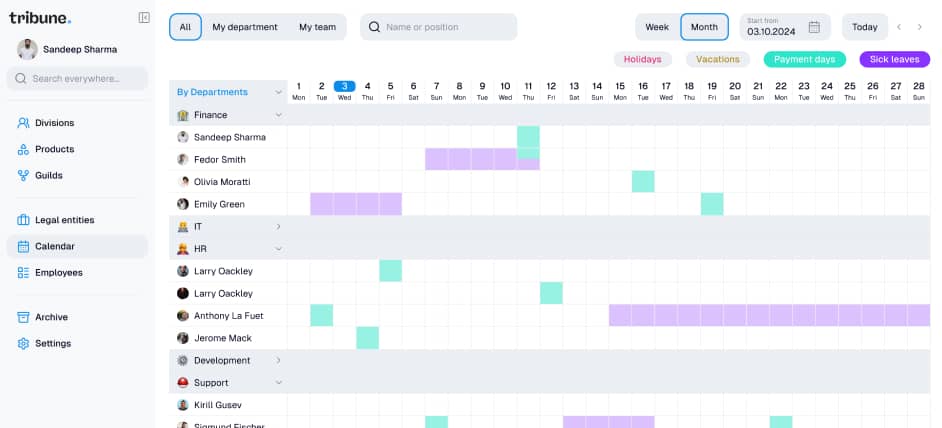 tribune.
Sandeep Sharma
Search everywhere...
Divisions
Products
Guilds
Legal entities
Calendar
Employees
Archive
Settings
All My department My team Name or position Week Month Start from 03.10.2024 Today
Holidays Vacations Payment days Sick leaves
By Departments 1 2 3 4 5 6 7 8 9 10 11 12 13 14 15 16 17 18 19 20 21 22 23 24 25 26 27 28
Mon Tue Wed Thu Fri Sat Sun Mon Tue Wed Thu Fri Sat Sun Mon Tue Wed Thu Fri Sat Sun Mon Tue Wed Thu Fri Sat Sun
Finance
Sandeep Sharma
Fedor Smith
Olivia Moratti
Emily Green
IT
HR
Larry Oackley
Larry Oackley
Anthony La Fuet
Jerome Mack
Development
Support
Kirill Gusev
Sigmund Fischer